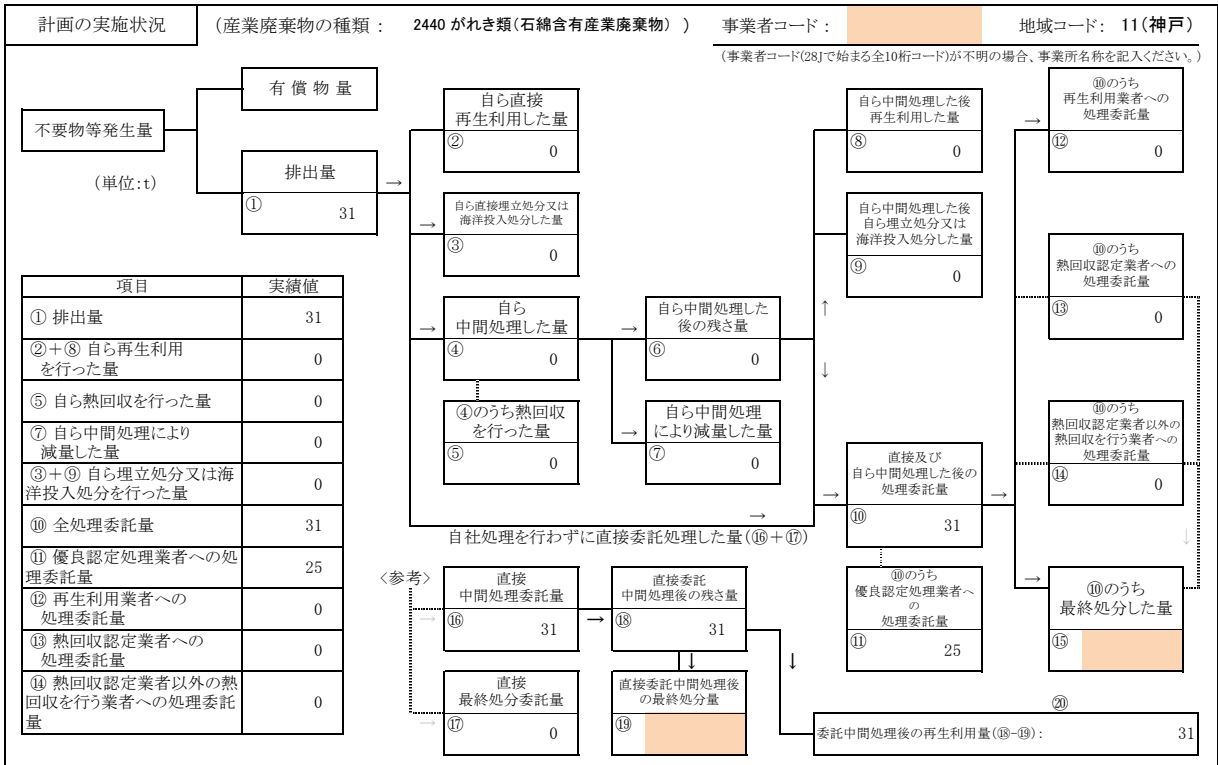 計画の実施状況 (産業廃棄物の種類： 2440 がれき類(石綿含有産業廃棄物) ) 事業者コード： 地域コード： 11(神戸)
(事業者コード(28Jで始まる全10桁コード)が不明の場合、事業所名称を記入ください。)
不要物等発生量
(単位:t)
有償物量
排出量
→
① 31
自ら直接
再生利用した量
② 0
→
自ら直接埋立処分又は
海洋投入処分した量
③ 0
→
自ら
中間処理した量
④ 0
④のうち熱回収
を行った量
⑤ 0
→
自ら中間処理した
後の残さ量
⑥ 0
→
自ら中間処理
により減量した量
⑦ 0
自ら中間処理した後
再生利用した量
⑧ 0
自ら中間処理した後
自ら埋立処分又は
海洋投入処分した量
⑨ 0
↑
↓
→
直接及び
自ら中間処理した後の
処理委託量
⑩ 31
→
⑩のうち
優良認定処理業者へ
の
処理委託量
⑪ 25
→
⑩のうち
再生利用業者への
処理委託量
⑫ 0
⑩のうち
熱回収認定業者への
処理委託量
⑬ 0
⑩のうち
熱回収認定業者以外の
熱回収を行う業者への
処理委託量
⑭ 0
↓
→
⑩のうち
最終処分した量
⑮
項目 実績値
① 排出量 31
②＋⑧ 自ら再生利用
を行った量 0
⑤ 自ら熱回収を行った量 0
⑦ 自ら中間処理により
減量した量 0
③＋⑨ 自ら埋立処分又は海
洋投入処分を行った量 0
⑩ 全処理委託量 31
⑪ 優良認定処理業者への処
理委託量 25
⑫ 再生利用業者への
処理委託量 0
⑬ 熱回収認定業者への
処理委託量 0
⑭ 熱回収認定業者以外の熱
回収を行う業者への処理委託
量 0
→
自社処理を行わずに直接委託処理した量(⑯＋⑰)
〈参考〉
→
直接
中間処理委託量
⑯ 31
→
直接委託
中間処理後の残さ量
⑱ 31
→
直接
最終処分委託量
⑰ 0
↓
直接委託中間処理後
の最終処分量
⑲
↓
⑳
委託中間処理後の再生利用量(⑱-⑲)： 31